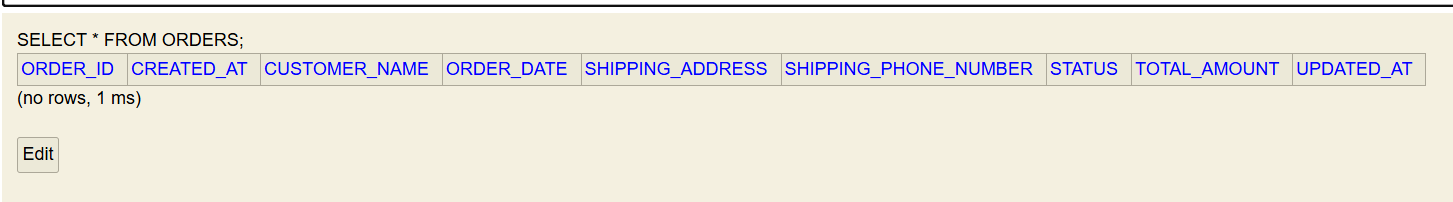 SELECT * FROM ORDERS;
ORDER_ID CREATED_AT CUSTOMER_NAME ORDER_DATE SHIPPING_ADDRESS SHIPPING_PHONE_NUMBER STATUS TOTAL_AMOUNT UPDATED_AT
(no rows, 1 ms)
Edit